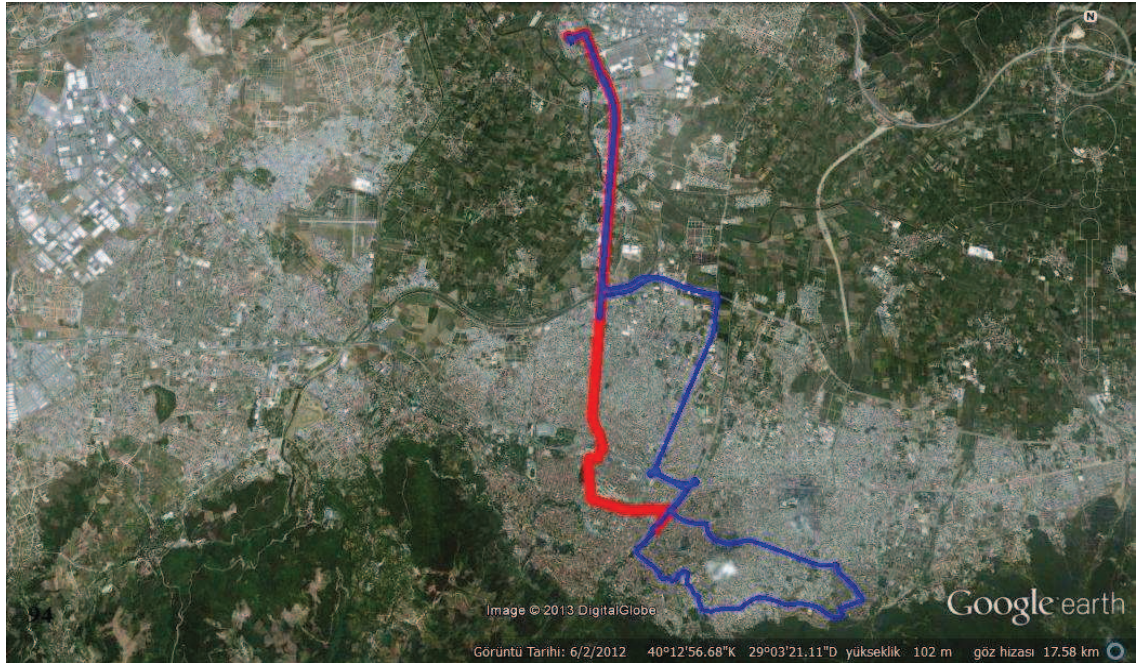 N
94
Image © 2013 DigitalGlobe
Google earth
Görüntü Tarihi: 6/2/2012 40°12'56.68"K 29°03'21.11"D yükseklik 102 m göz hizası 17.58 km